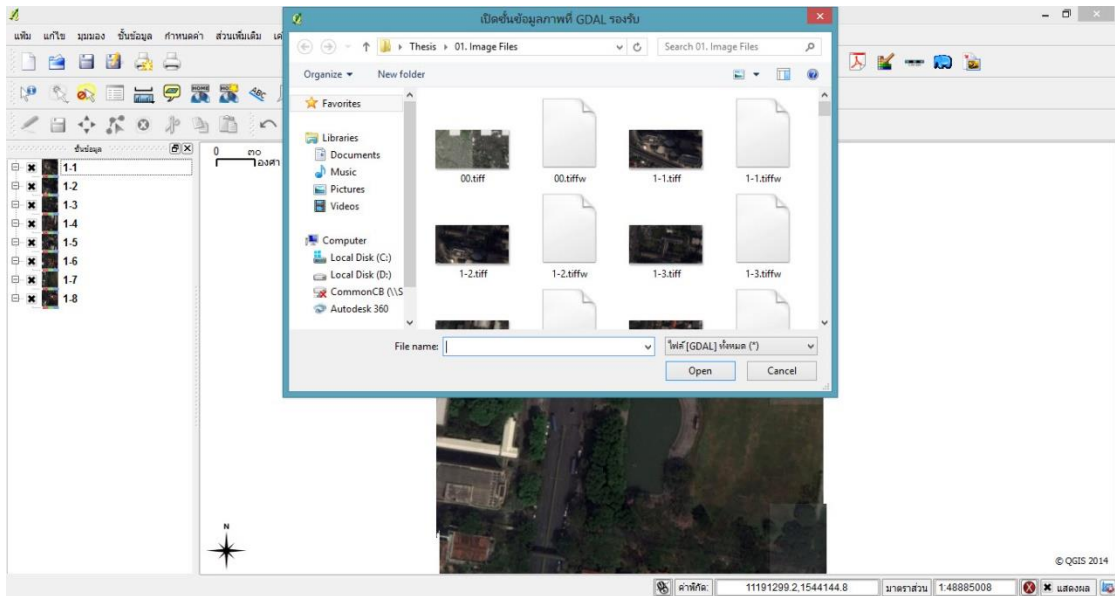 เปิดชั้นข้อมูลภาพที่ GDAL รองรับ
แฟ้ม แก้ไข มุมมอง ชั้นข้อมูล กำหนดค่า ส่วนเพิ่มเติม
Thesis 01. Image Files
Search 01. Image Files
Organize New folder
Favorites
Libraries
Documents
Music
Pictures
Videos
Computer
Local Disk (C:)
Local Disk (D:)
CommonCB (\\S
Autodesk 360
00.tiff 00.tiffw 1-1.tiff 1-1.tiffw
1-2.tiff 1-2.tiffw 1-3.tiff 1-3.tiffw
File name:
ไฟล์ [GDAL] ทั้งหมด (*)
Open Cancel
ชั้นข้อมูล
1-1
1-2
1-3
1-4
1-5
1-6
1-7
1-8
0 ๓๐
องศา
N
© QGIS 2014
ค่าพิกัด: 11191299.2,1544144.8 มาตราส่วน 1:48885008 แสดงผล